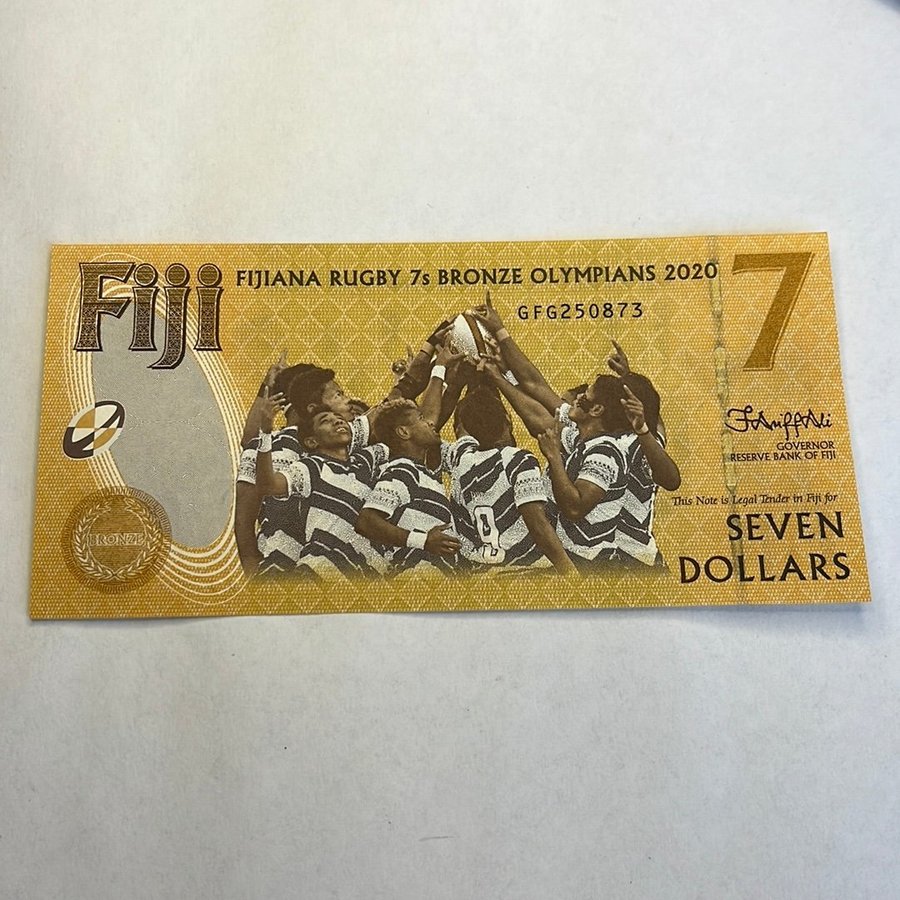 Fiji
FIJIANA RUGBY 7s BRONZE OLYMPIANS 2020
7
GFG250873
GOVERNOR
RESERVE BANK OF FIJI
This Note is Legal Tender in Fiji for
SEVEN
DOLLARS
BRONZE